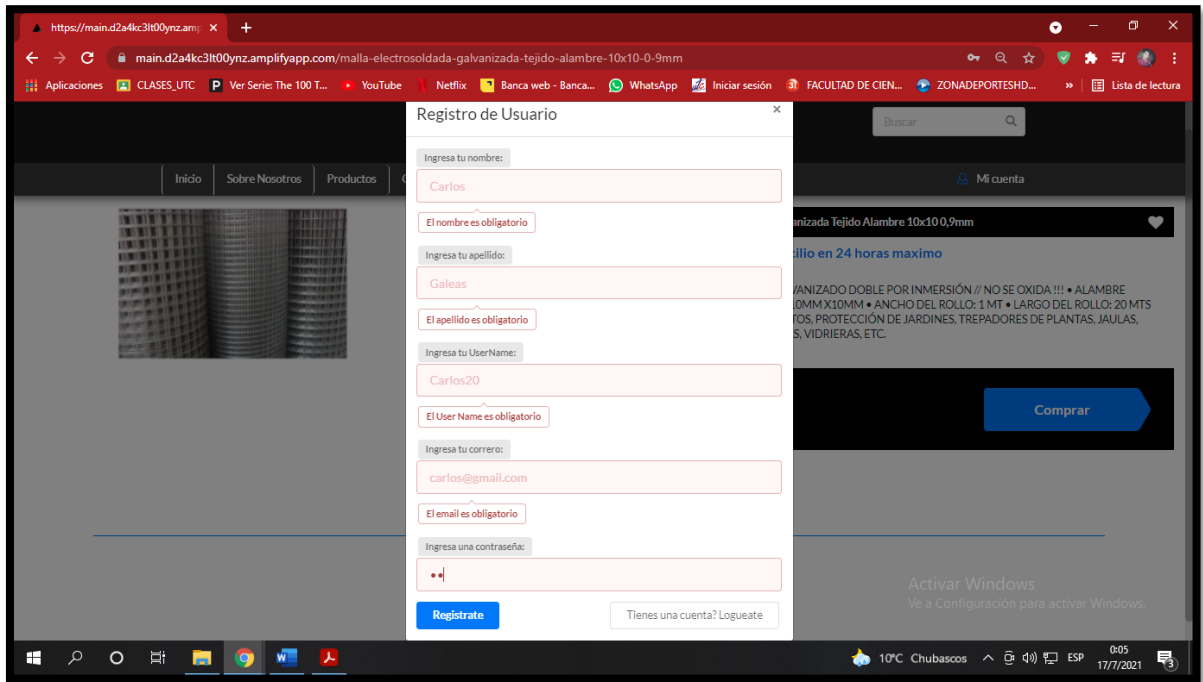 https://main.d2a4kc3lt00ynz.amp
main.d2a4kc3lt00ynz.amplifyapp.com/malla-electrosoldada-galvanizada-tejido-alambre-10x10-0-9mm
Aplicaciones CLASES_UTC Ver Serie: The 100 T... YouTube Netflix Banca web - Banca... WhatsApp Iniciar sesión FACULTAD DE CIEN... ZONADEPORTESHD... » Lista de lectura
Registro de Usuario ×
Buscar
Inicio Sobre Nosotros Productos Mi cuenta
Ingresa tu nombre:
Carlos
El nombre es obligatorio
Ingresa tu apellido:
Galeas
El apellido es obligatorio
Ingresa tu UserName:
Carlos20
El User Name es obligatorio
Ingresa tu correro:
carlos@gmail.com
El email es obligatorio
Ingresa una contraseña:
••
Registrate Tienes una cuenta? Logueate
anizada Tejido Alambre 10x10 0,9mm
cilio en 24 horas maximo
VANIZADO DOBLE POR INMERSIÓN // NO SE OXIDA !!! • ALAMBRE
0MM X10MM • ANCHO DEL ROLLO: 1 MT • LARGO DEL ROLLO: 20 MTS
TOS, PROTECCIÓN DE JARDINES, TREPADORES DE PLANTAS, JAULAS,
S, VIDRIERAS, ETC.
Comprar
Activar Windows
Ve a Configuración para activar Windows.
10°C Chubascos ESP 0:05
17/7/2021
3